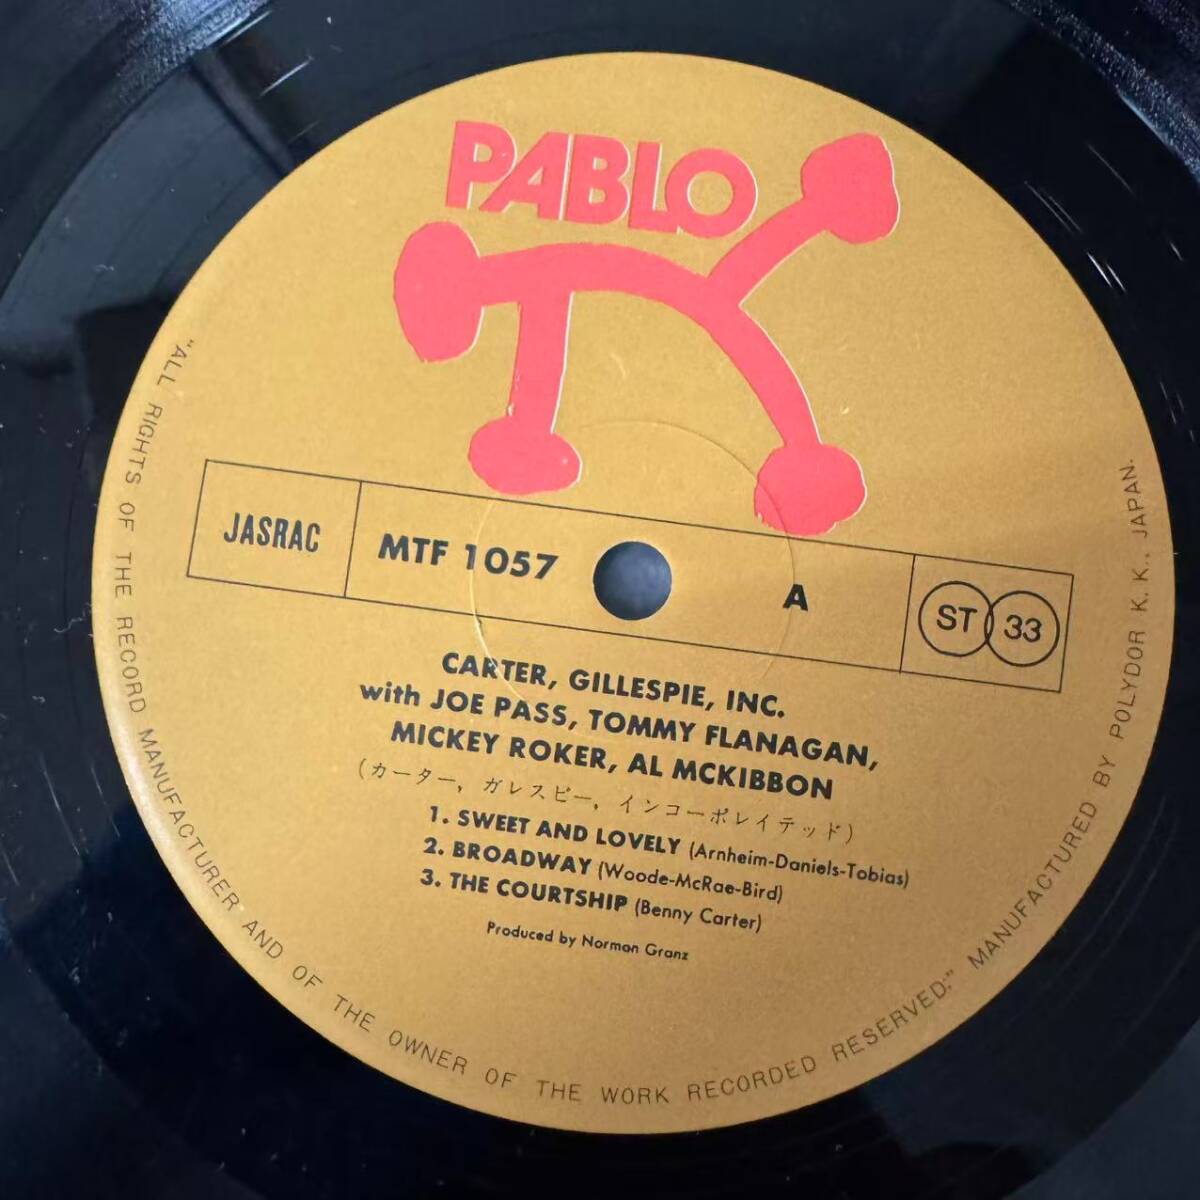 PABLO
JASRAC
MTF 1057
A
ST 33
CARTER, GILLESPIE, INC.
with JOE PASS, TOMMY FLANAGAN,
MICKEY ROKER, AL MCKIBBON
(カーター, ガレスピー, インコーポレイテッド)
1. SWEET AND LOVELY (Arnheim-Daniels-Tobias)
2. BROADWAY (Woode-McRae-Bird)
3. THE COURTSHIP (Benny Carter)
Produced by Norman Granz
"ALL RIGHTS OF THE RECORD MANUFACTURER AND OF THE OWNER OF THE WORK RECORDED RESERVED." MANUFACTURED BY POLYDOR K. K., JAPAN.